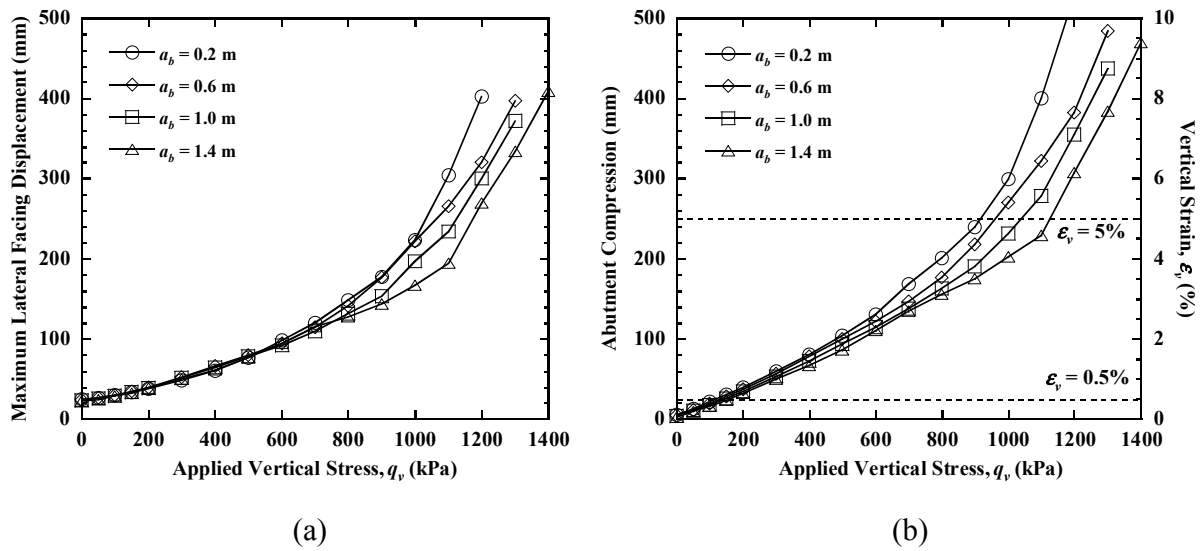 500
400
300
200
100
0
Maximum Lateral Facing Displacement (mm)
a_b = 0.2 m
a_b = 0.6 m
a_b = 1.0 m
a_b = 1.4 m
0 200 400 600 800 1000 1200 1400
Applied Vertical Stress, q_v (kPa)
(a)
500
400
300
200
100
0
Abutment Compression (mm)
a_b = 0.2 m
a_b = 0.6 m
a_b = 1.0 m
a_b = 1.4 m
ε_v = 5%
ε_v = 0.5%
10
8
6
4
2
0
Vertical Strain, ε_v (%)
0 200 400 600 800 1000 1200 1400
Applied Vertical Stress, q_v (kPa)
(b)